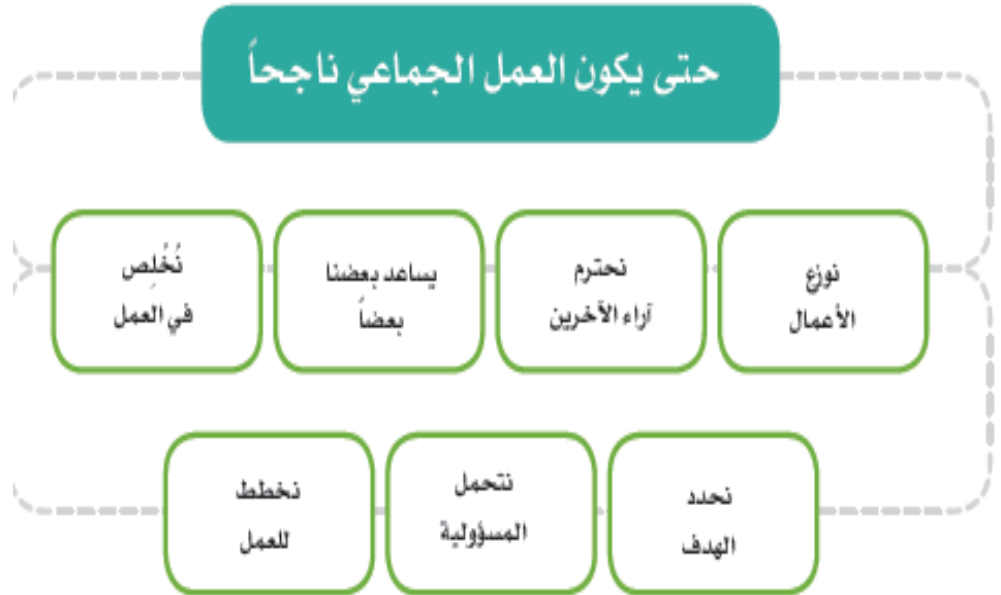 حتى يكون العمل الجماعي ناجحاً
نوزع
الأعمال
نحترم
آراء الآخرين
يساعد بعضنا
بعضاً
نُخْلِص
في العمل
نحدد
الهدف
نتحمل
المسؤولية
نخطط
للعمل